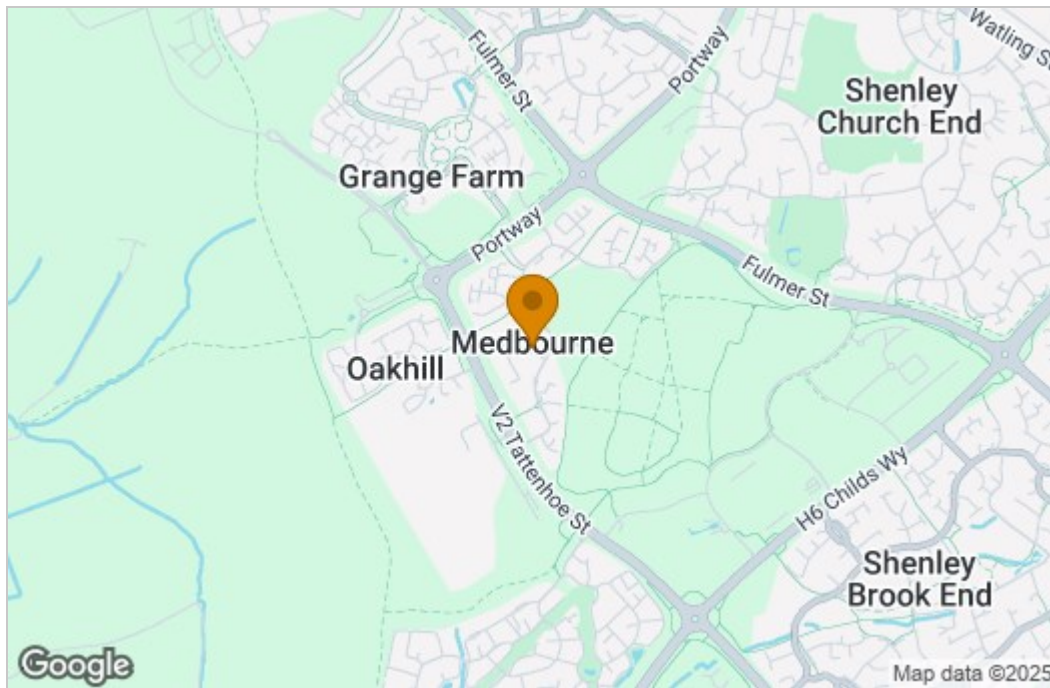 Fulmer St
Portway
Watling St
Shenley
Church End
Grange Farm
Portway
Fulmer St
Medbourne
Oakhill
V2 Tattenhoe St
H6 Childs Wy
Shenley
Brook End
Google
Map data ©2025